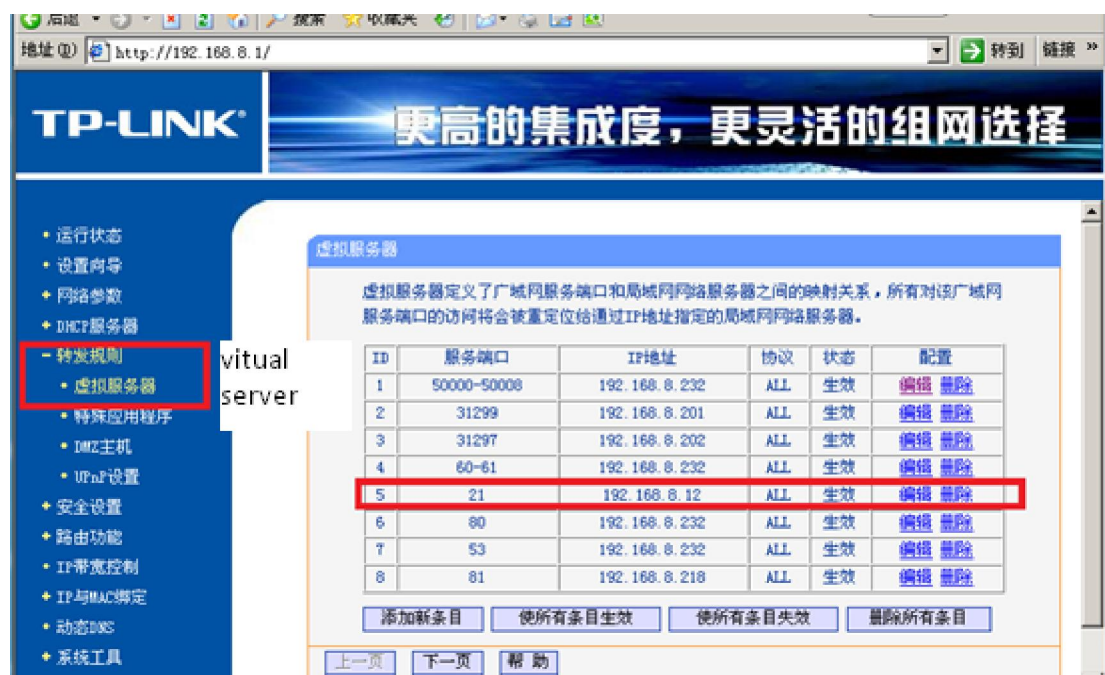 后退 搜索 收藏夹
地址(D) http://192.168.8.1/ 转到 链接 »
TP-LINK® 更高的集成度，更灵活的组网选择
• 运行状态
• 设置向导
+ 网络参数
+ DHCP服务器
- 转发规则
• 虚拟服务器
• 特殊应用程序
• DMZ主机
• UPnP设置
+ 安全设置
+ 路由功能
• IP带宽控制
+ IP与MAC绑定
• 动态DNS
+ 系统工具
vitual
server
虚拟服务器
虚拟服务器定义了广域网服务端口和局域网网络服务器之间的映射关系，所有对该广域网
服务端口的访问将会被重定位给通过IP地址指定的局域网网络服务器。
ID 服务端口 IP地址 协议 状态 配置
1 50000-50008 192.168.8.232 ALL 生效 编辑 删除
2 31299 192.168.8.201 ALL 生效 编辑 删除
3 31297 192.168.8.202 ALL 生效 编辑 删除
4 60-61 192.168.8.232 ALL 生效 编辑 删除
5 21 192.168.8.12 ALL 生效 编辑 删除
6 80 192.168.8.232 ALL 生效 编辑 删除
7 53 192.168.8.232 ALL 生效 编辑 删除
8 81 192.168.8.218 ALL 生效 编辑 删除
添加新条目 使所有条目生效 使所有条目失效 删除所有条目
上一页 下一页 帮助